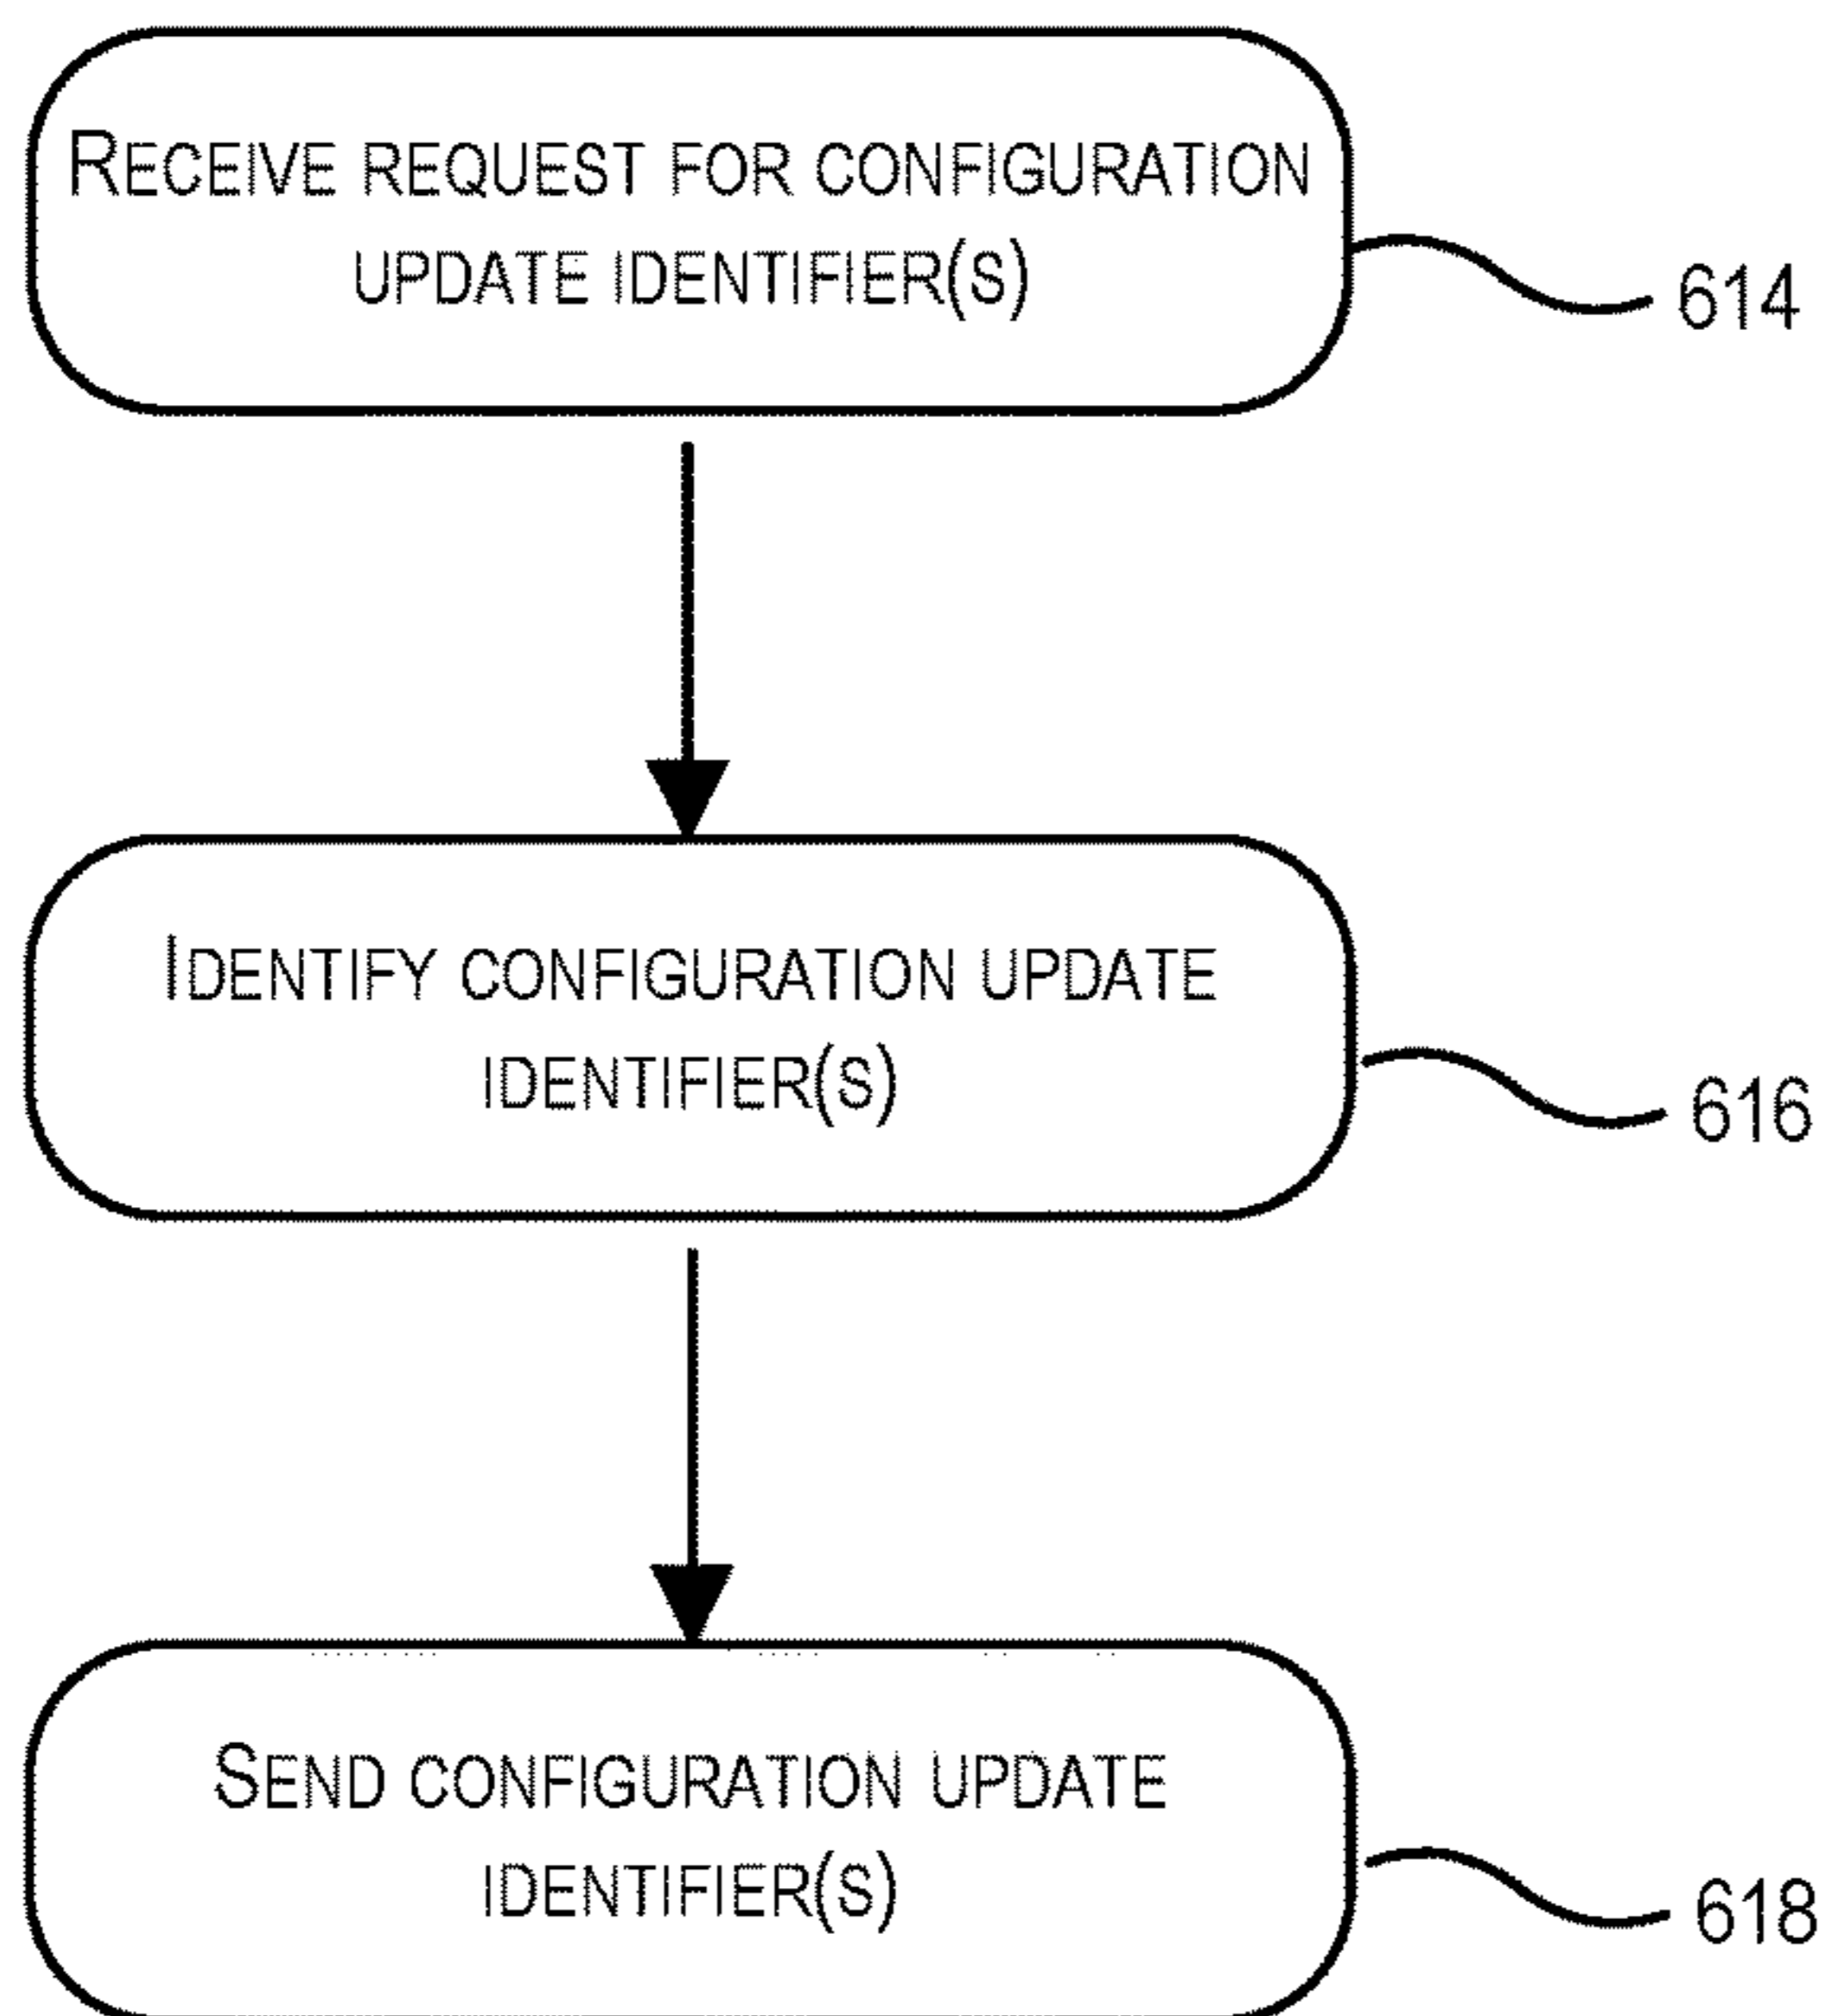 RECEIVE REQUEST FOR CONFIGURATION
UPDATE IDENTIFIER(S)
614
IDENTIFY CONFIGURATION UPDATE
IDENTIFIER(S)
616
SEND CONFIGURATION UPDATE
IDENTIFIER(S)
618